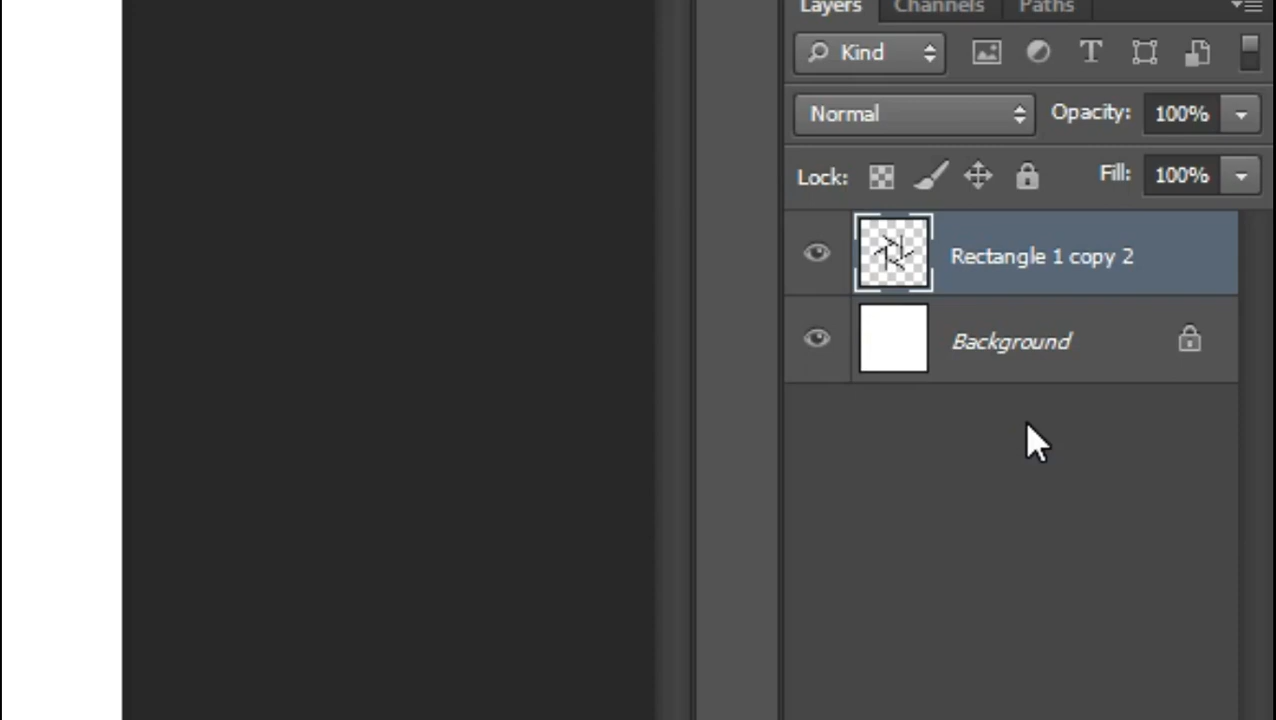 Layers Channels Paths
Kind T
Normal Opacity: 100%
Lock: Fill: 100%
Rectangle 1 copy 2
Background